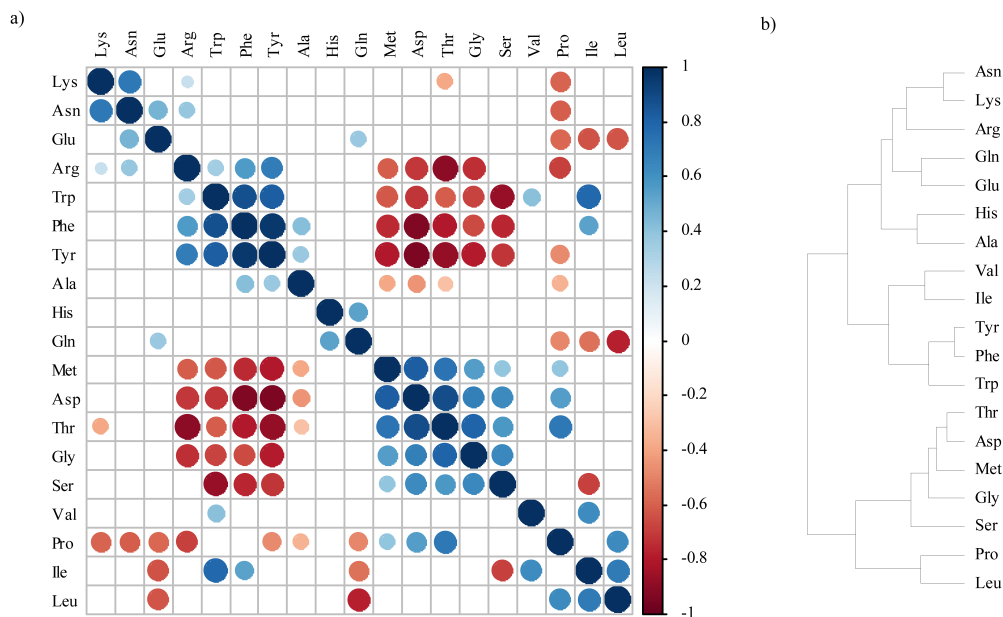 a)
b)
Lys Asn Glu Arg Trp Phe Tyr Ala His Gln Met Asp Thr Gly Ser Val Pro Ile Leu
Lys
Asn
Glu
Arg
Trp
Phe
Tyr
Ala
His
Gln
Met
Asp
Thr
Gly
Ser
Val
Pro
Ile
Leu
1
0.8
0.6
0.4
0.2
0
-0.2
-0.4
-0.6
-0.8
-1
Asn
Lys
Arg
Gln
Glu
His
Ala
Val
Ile
Tyr
Phe
Trp
Thr
Asp
Met
Gly
Ser
Pro
Leu